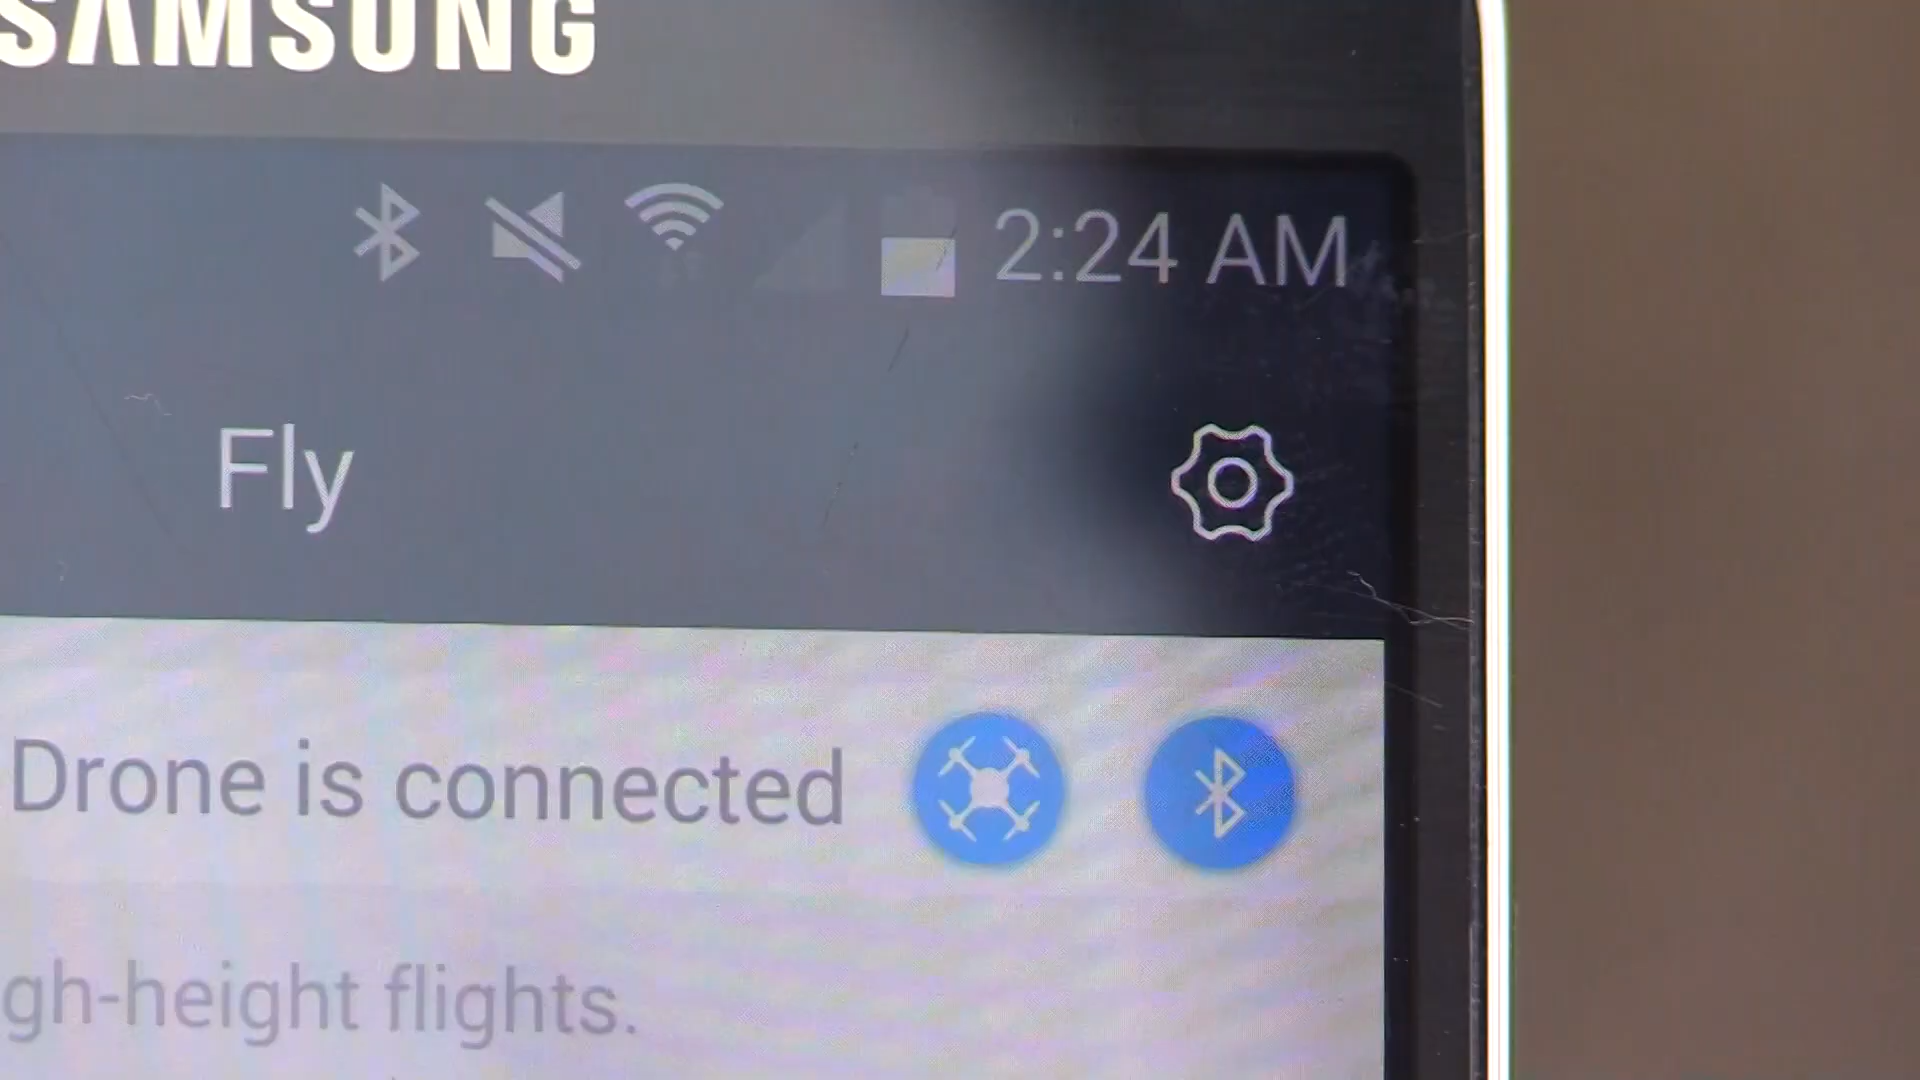 SAMSUNG
2:24 AM
Fly
Drone is connected
gh-height flights.